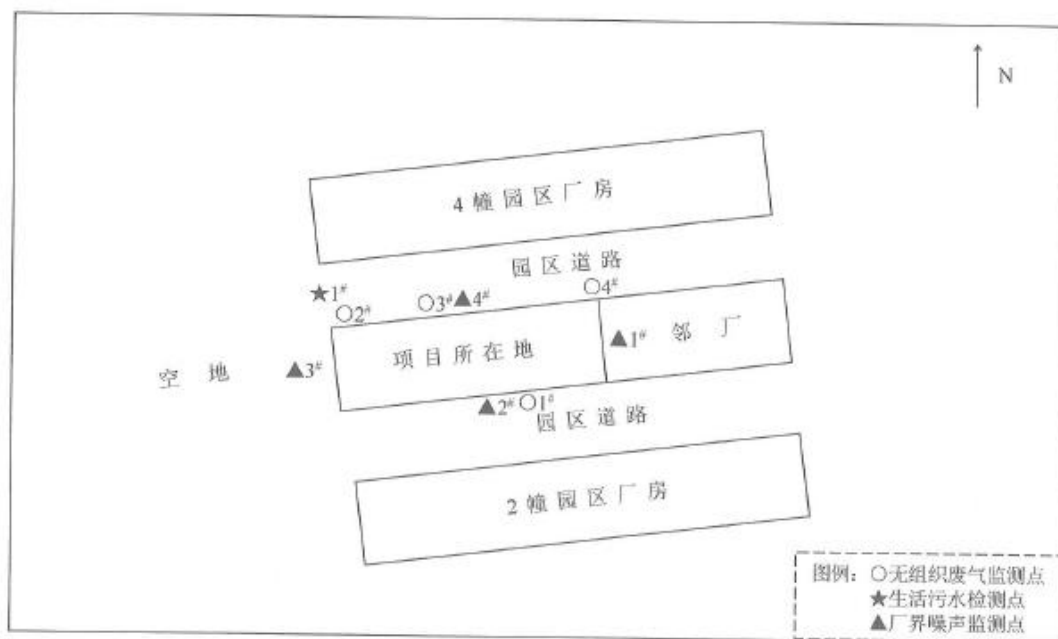 N
4幢园区厂房
园区道路
★1#
○2#
○3#▲4#
○4#
项目所在地
▲1#
邻厂
空地
▲3#
▲2#○1#
园区道路
2幢园区厂房
图例：○无组织废气监测点
★生活污水检测点
▲厂界噪声监测点